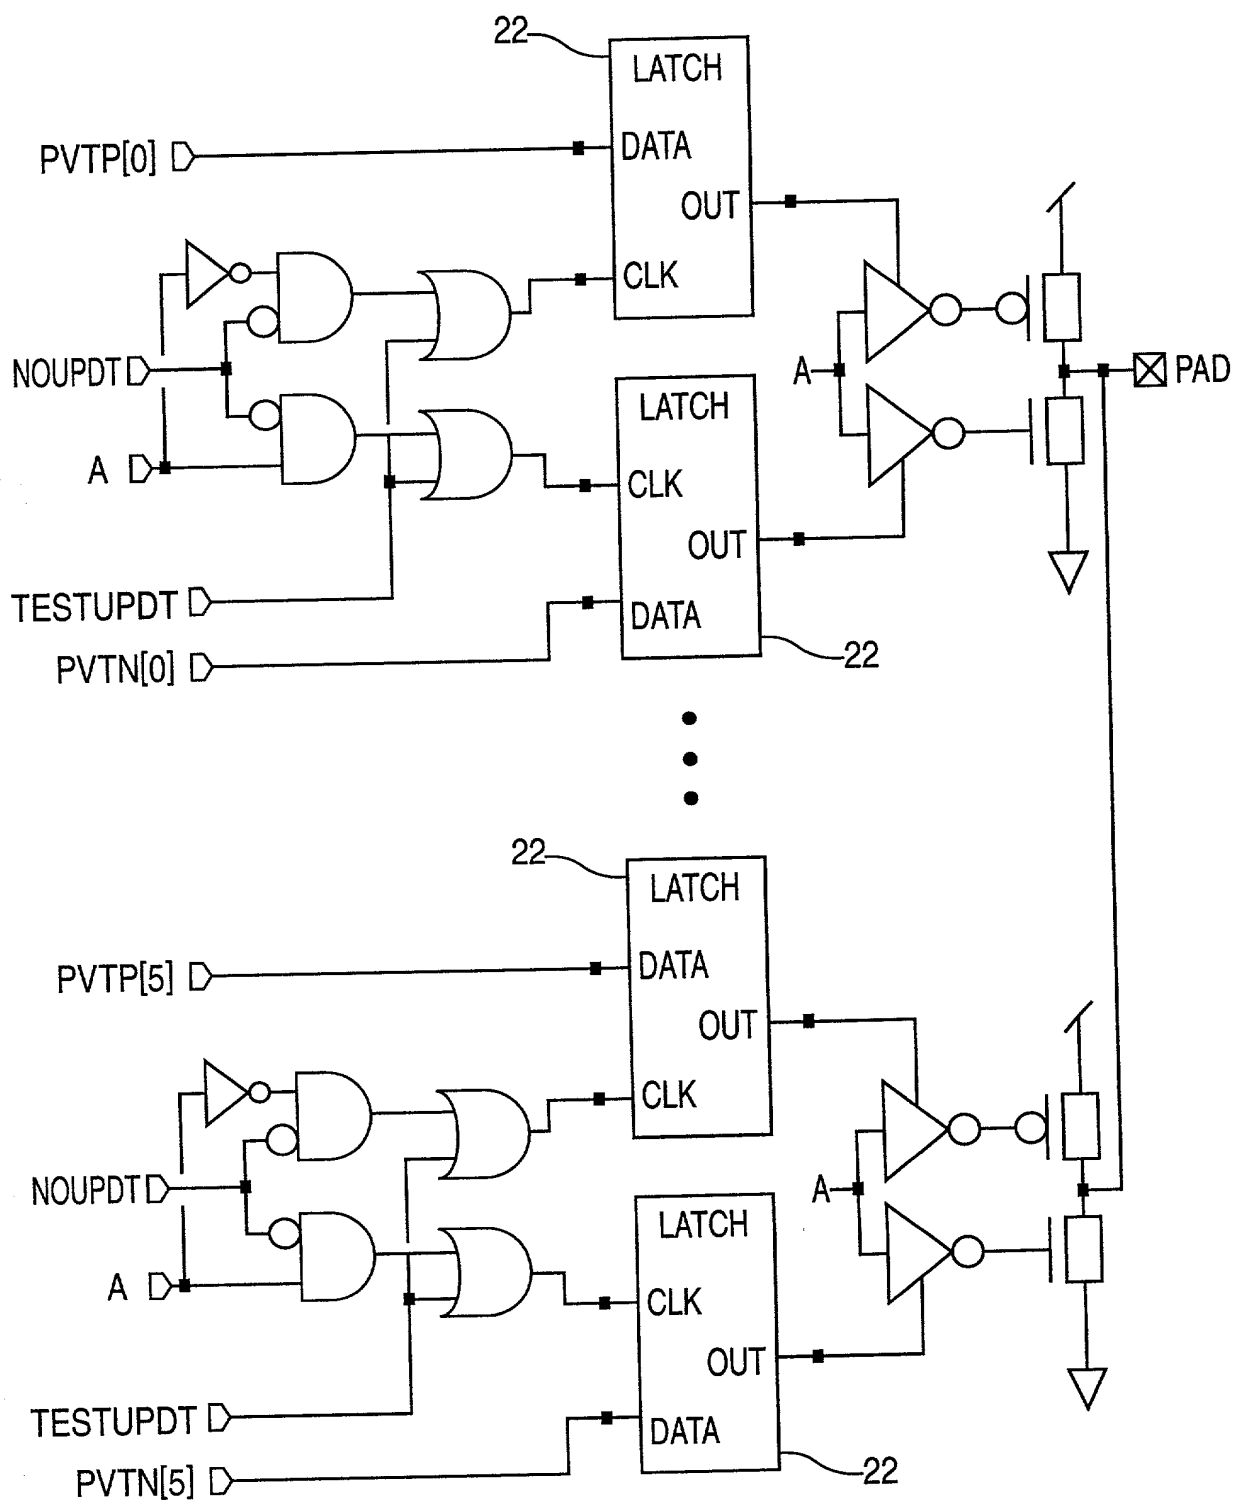 22
LATCH
PVTP[0]
DATA
OUT
CLK
NOUPDT
A
PAD
LATCH
A
CLK
OUT
TESTUPDT
DATA
PVTN[0]
22
22
LATCH
PVTP[5]
DATA
OUT
CLK
NOUPDT
A
LATCH
A
CLK
OUT
TESTUPDT
DATA
PVTN[5]
22